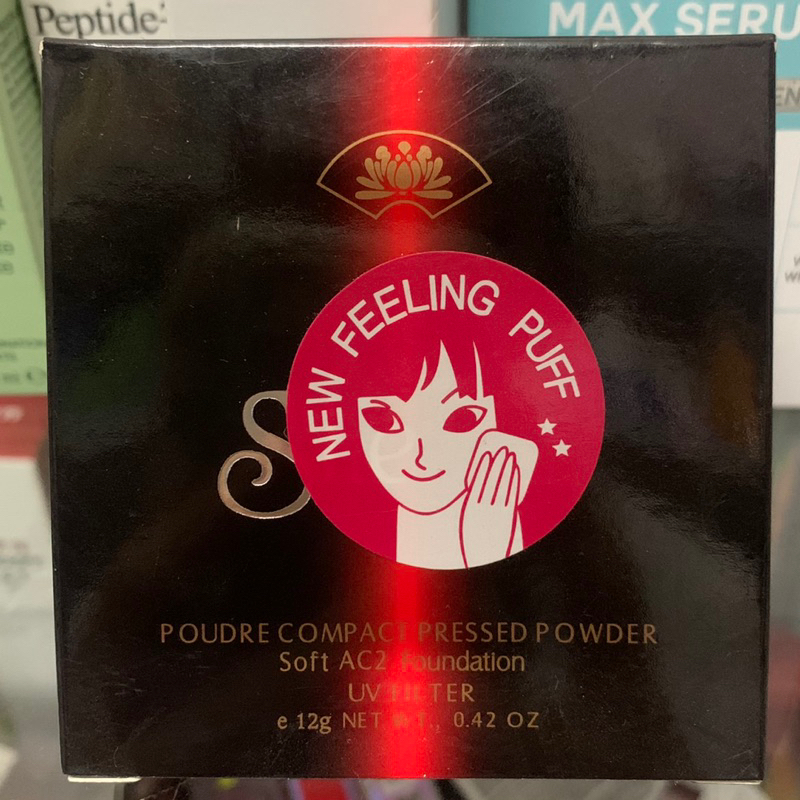 Peptide
MAX SERU
EN
NEW FEELING PUFF
S
POUDRE COMPACT PRESSED POWDER
Soft AC2 foundation
UV FILTER
e 12g NET WT., 0.42 OZ